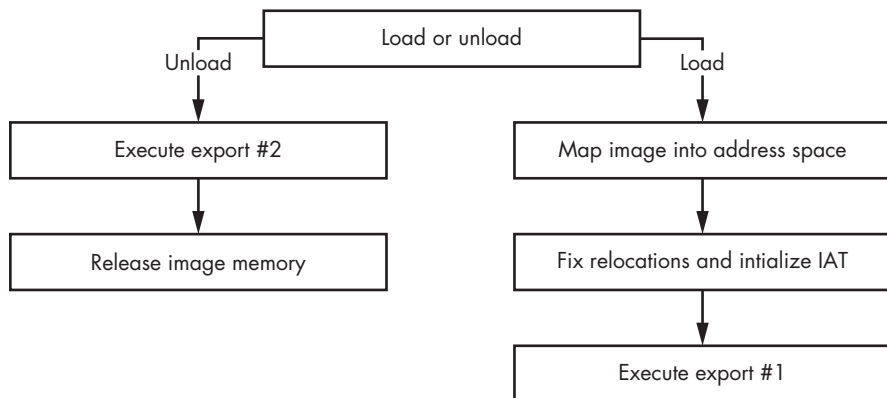 Load or unload
Unload
Load
Execute export #2
Map image into address space
Release image memory
Fix relocations and intialize IAT
Execute export #1